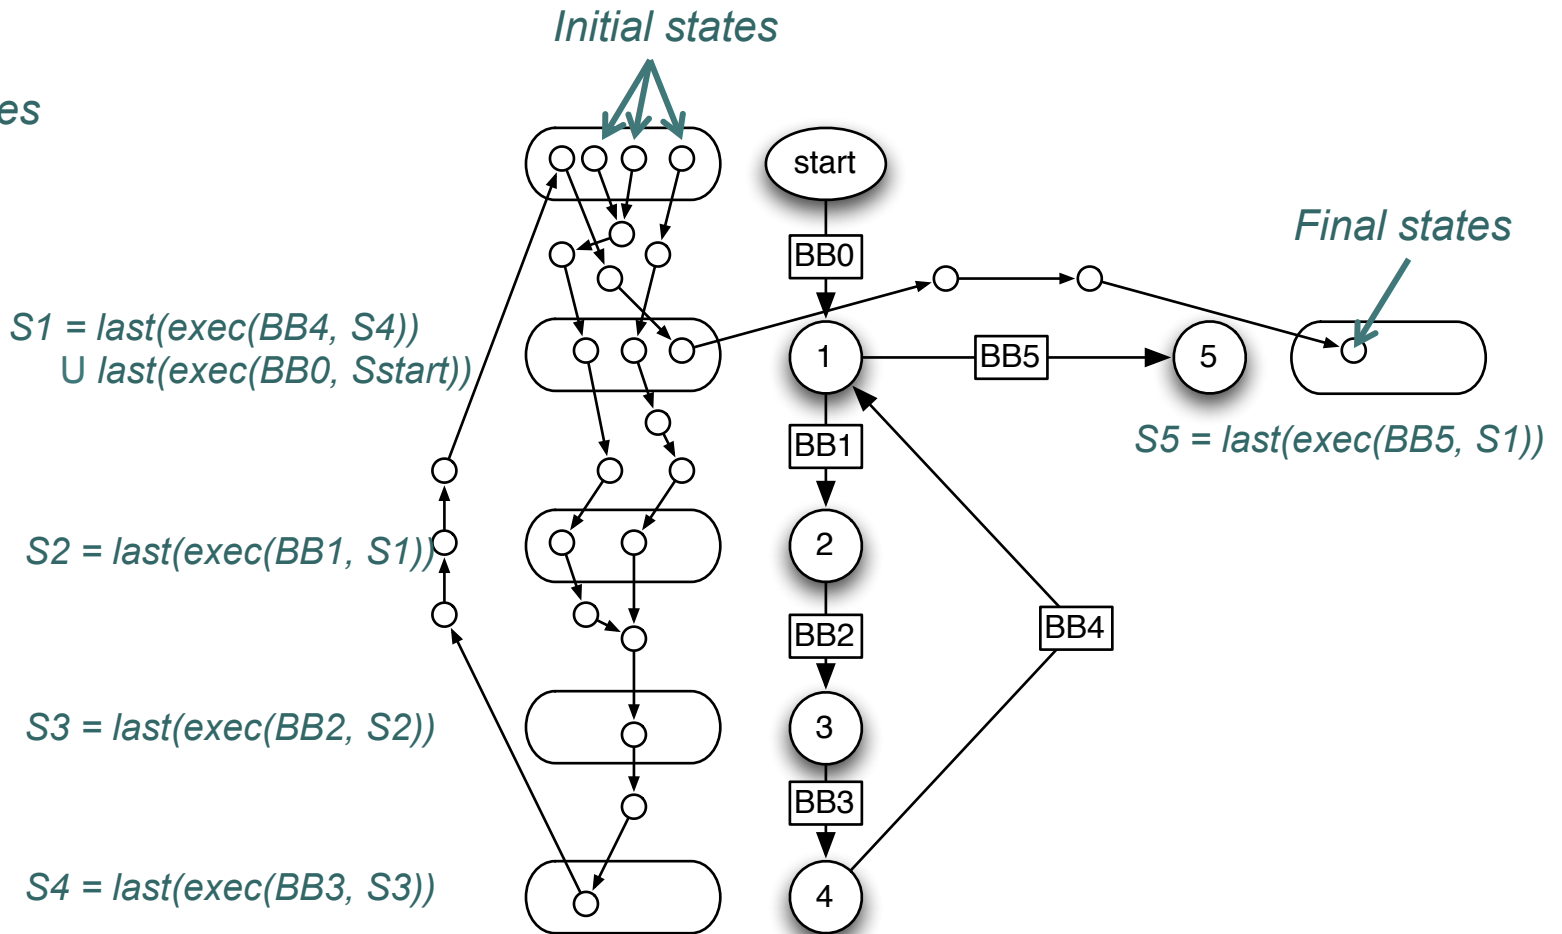 Initial states
es
start
Final states
BB0
S1 = last(exec(BB4, S4))
U last(exec(BB0, Sstart))
1
BB5
5
BB1
S5 = last(exec(BB5, S1))
2
S2 = last(exec(BB1, S1))
BB2
BB4
3
S3 = last(exec(BB2, S2))
BB3
4
S4 = last(exec(BB3, S3))